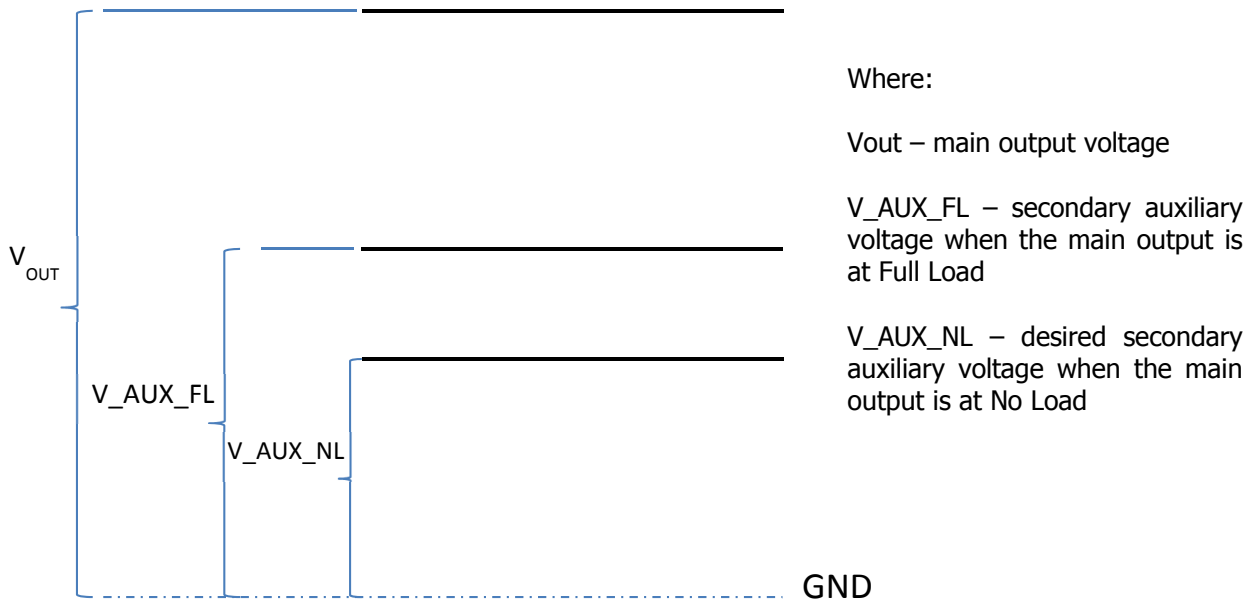 Where:
Vout – main output voltage
V_AUX_FL – secondary auxiliary
voltage when the main output is
at Full Load
V_AUX_NL – desired secondary
auxiliary voltage when the main
output is at No Load
V OUT
V_AUX_FL
V_AUX_NL
GND